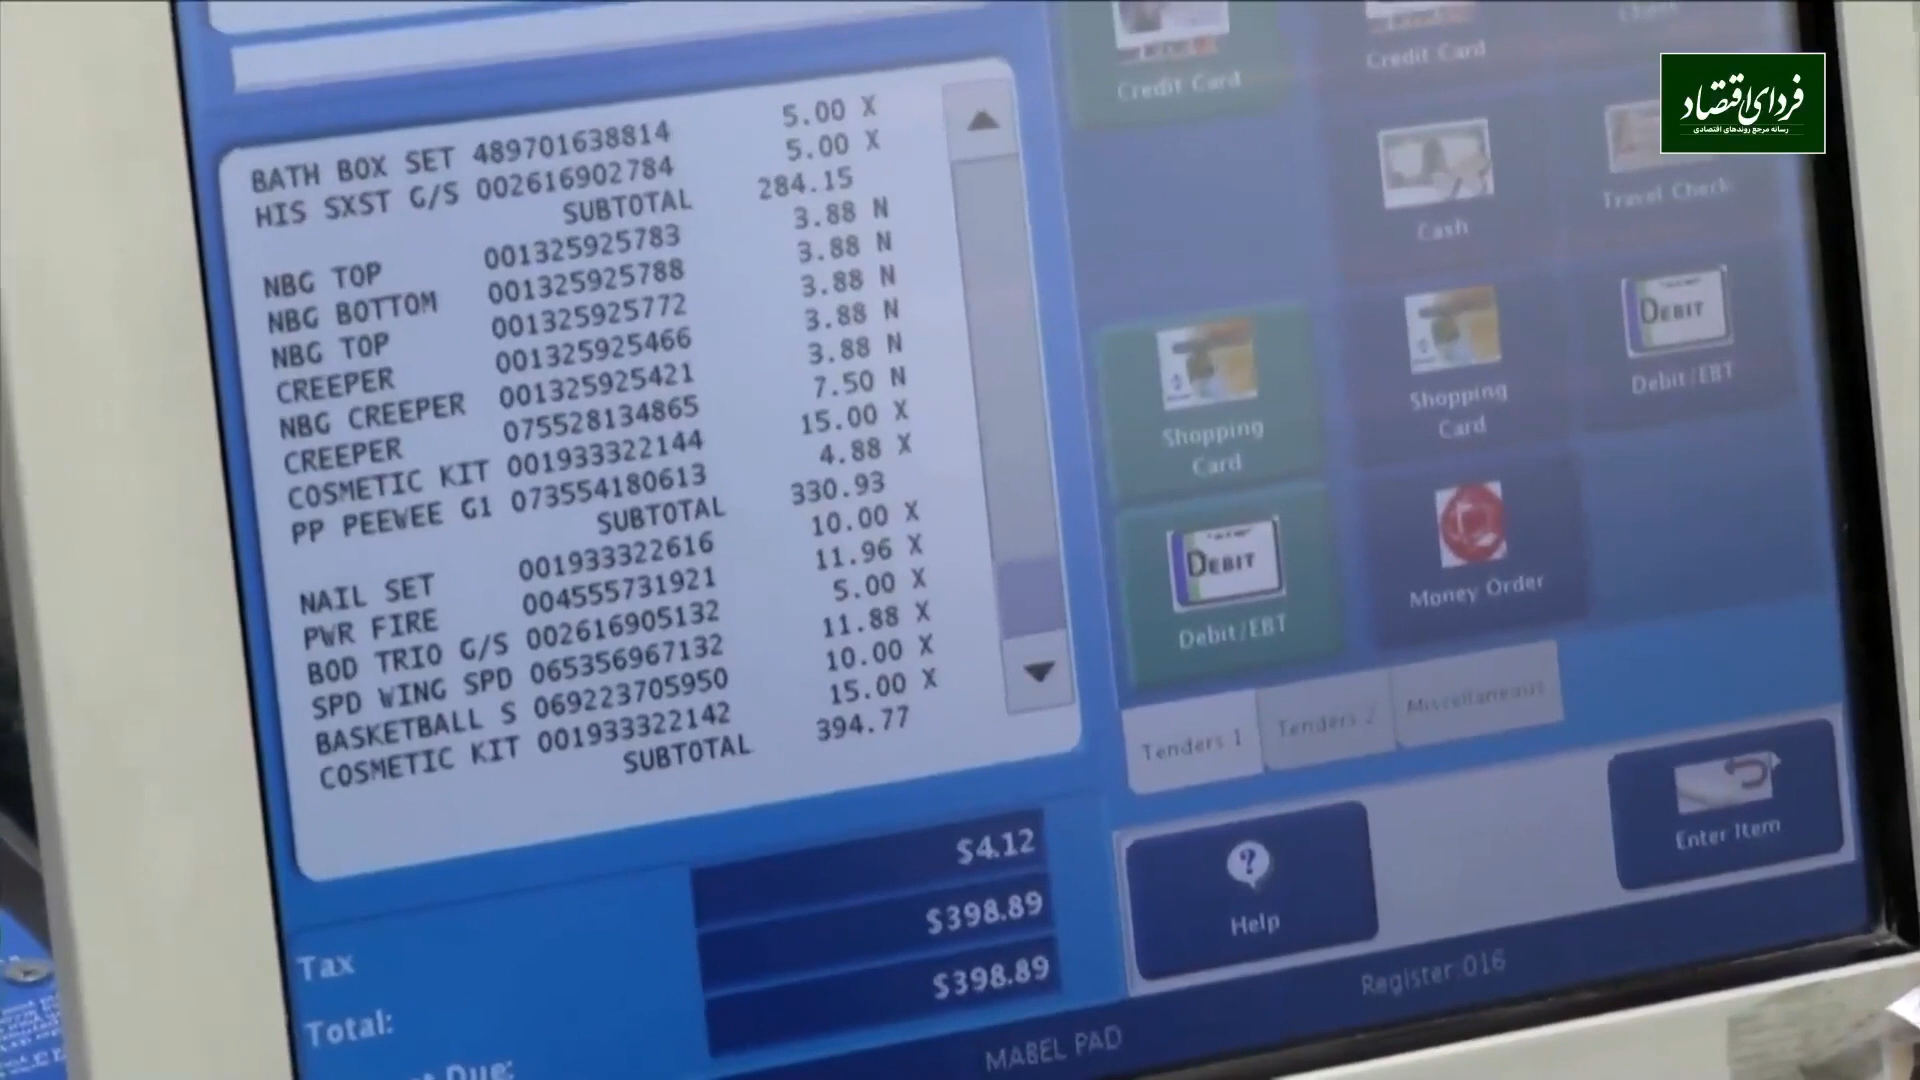 BATH BOX SET 489701638814 5.00 X
HIS SXST G/S 002616902784 5.00 X
SUBTOTAL 284.15
NBG TOP 001325925783 3.88 N
NBG BOTTOM 001325925788 3.88 N
NBG TOP 001325925772 3.88 N
CREEPER 001325925466 3.88 N
NBG CREEPER 001325925421 3.88 N
CREEPER 075528134865 7.50 N
COSMETIC KIT 001933322144 15.00 X
PP PEEWEE G1 073554180613 4.88 X
SUBTOTAL 330.93
NAIL SET 001933322616 10.00 X
PWR FIRE 004555731921 11.96 X
BOD TRIO G/S 002616905132 5.00 X
SPD WING SPD 065356967132 11.88 X
BASKETBALL S 069223705950 10.00 X
COSMETIC KIT 001933322142 15.00 X
SUBTOTAL 394.77
Tax $4.12
Total: $398.89
Due: $398.89
Credit Card
Credit Card
Cash
Travel Check
Shopping
Card
Shopping
Card
DEBIT
Debit/EBT
DEBIT
Debit/EBT
Money Order
Tenders 1
Tenders 2
Miscellaneous
Help
Enter Item
MABEL PAD
Register 016
فردای اقتصاد
رسانه مرجع روندهای اقتصادی